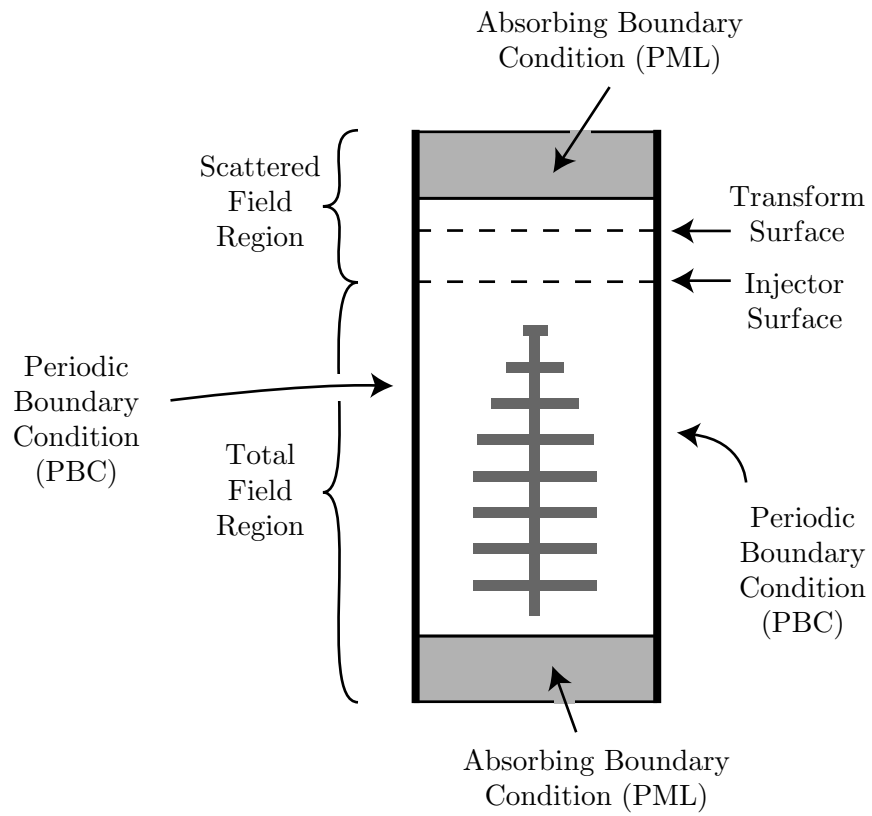 Absorbing Boundary
Condition (PML)
Scattered
Field
Region
Transform
Surface
Injector
Surface
Periodic
Boundary
Condition
(PBC)
Total
Field
Region
Periodic
Boundary
Condition
(PBC)
Absorbing Boundary
Condition (PML)